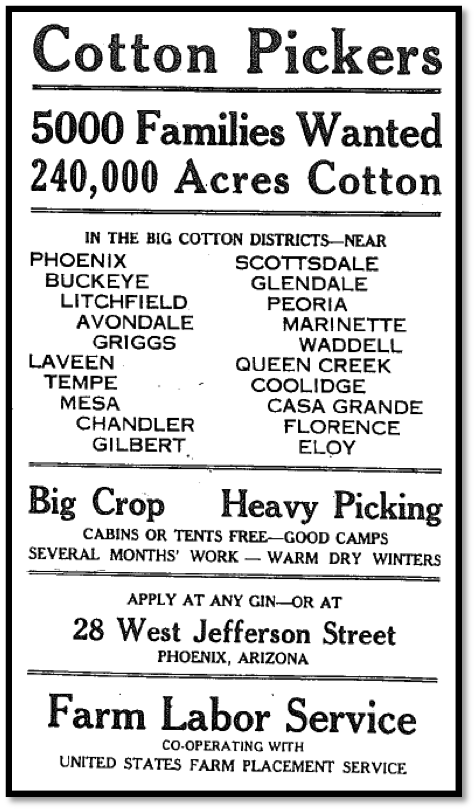 Cotton Pickers
5000 Families Wanted
240,000 Acres Cotton
IN THE BIG COTTON DISTRICTS—NEAR
PHOENIX
BUCKEYE
LITCHFIELD
AVONDALE
GRIGGS
LAVEEN
TEMPE
MESA
CHANDLER
GILBERT
SCOTTSDALE
GLENDALE
PEORIA
MARINETTE
WADDELL
QUEEN CREEK
COOLIDGE
CASA GRANDE
FLORENCE
ELOY
Big Crop Heavy Picking
CABINS OR TENTS FREE—GOOD CAMPS
SEVERAL MONTHS' WORK — WARM DRY WINTERS
APPLY AT ANY GIN—OR AT
28 West Jefferson Street
PHOENIX, ARIZONA
Farm Labor Service
CO-OPERATING WITH
UNITED STATES FARM PLACEMENT SERVICE